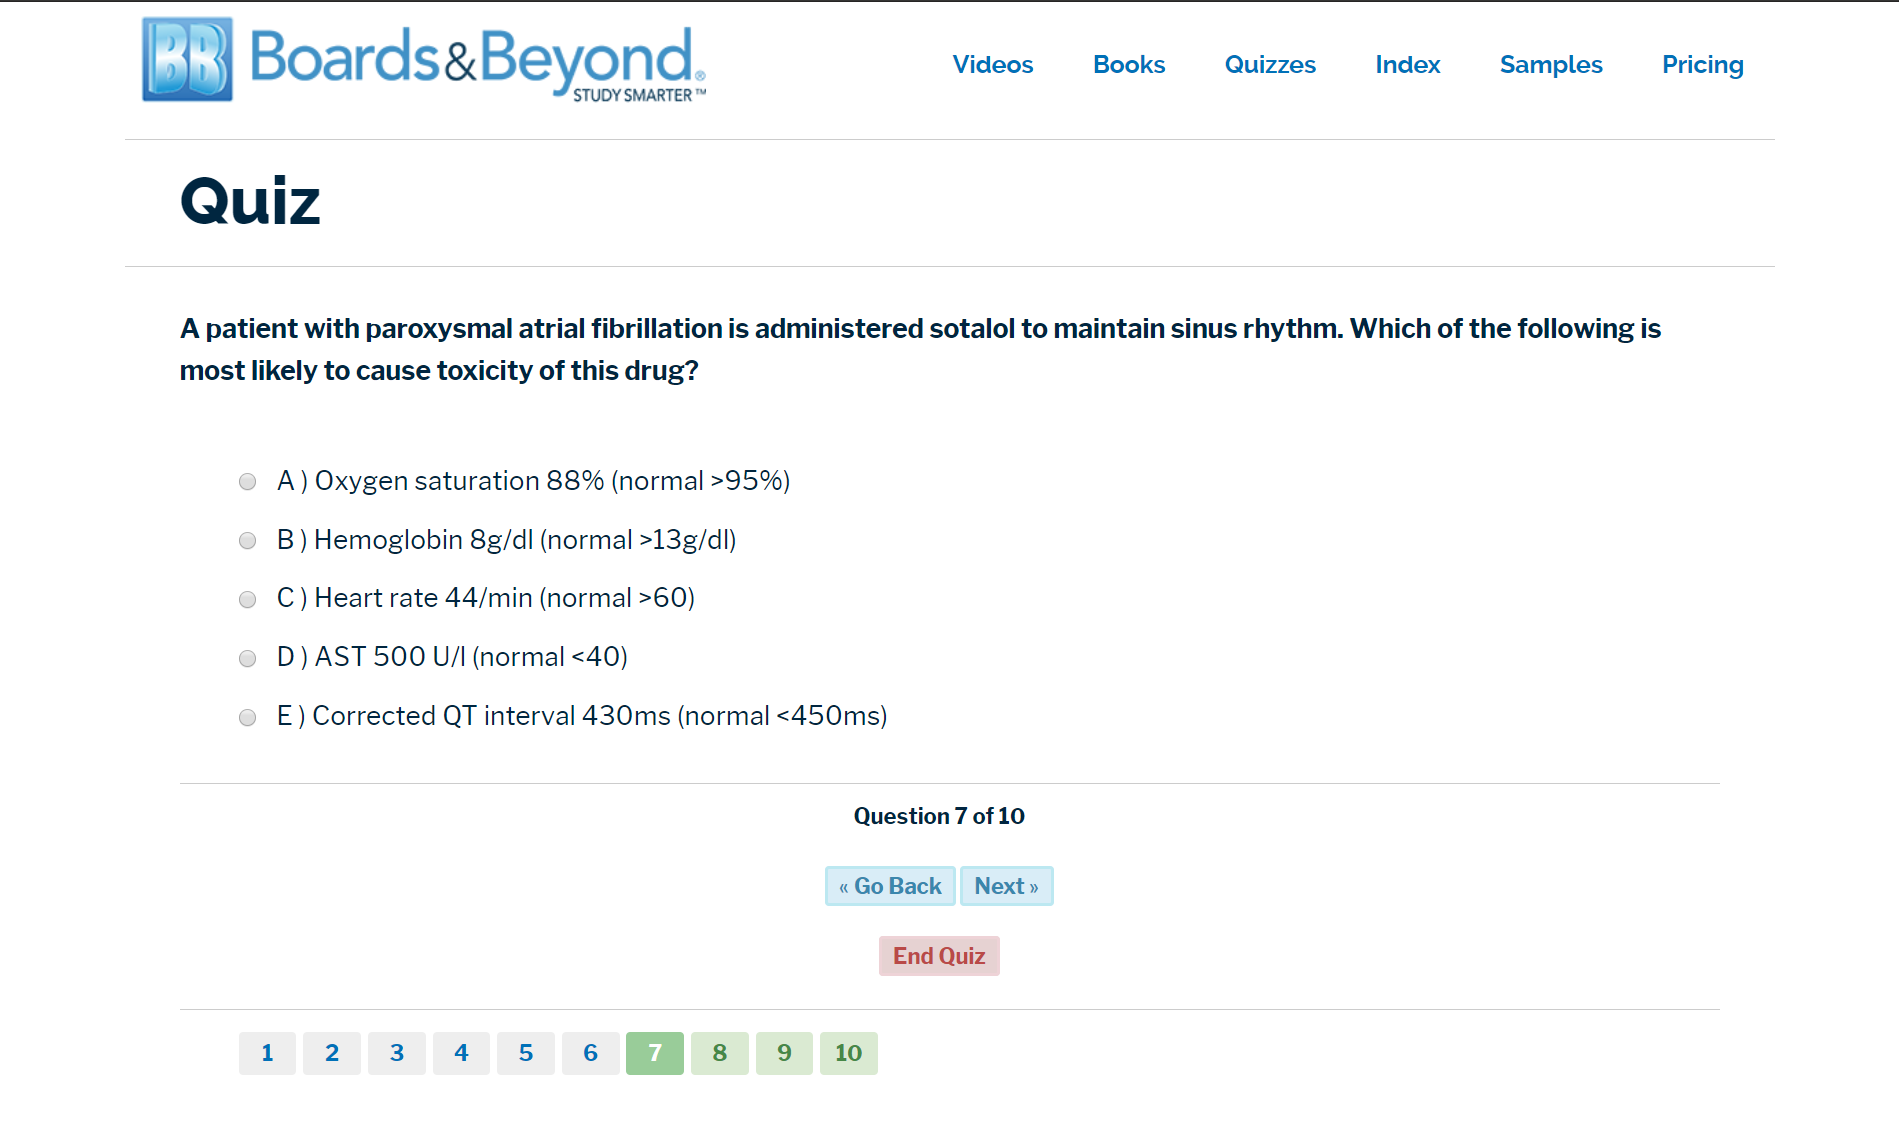 BB Boards&Beyond®
STUDY SMARTER™
Videos Books Quizzes Index Samples Pricing
Quiz
A patient with paroxysmal atrial fibrillation is administered sotalol to maintain sinus rhythm. Which of the following is
most likely to cause toxicity of this drug?
A ) Oxygen saturation 88% (normal >95%)
B ) Hemoglobin 8g/dl (normal >13g/dl)
C ) Heart rate 44/min (normal >60)
D ) AST 500 U/l (normal <40)
E ) Corrected QT interval 430ms (normal <450ms)
Question 7 of 10
« Go Back Next »
End Quiz
1 2 3 4 5 6 7 8 9 10